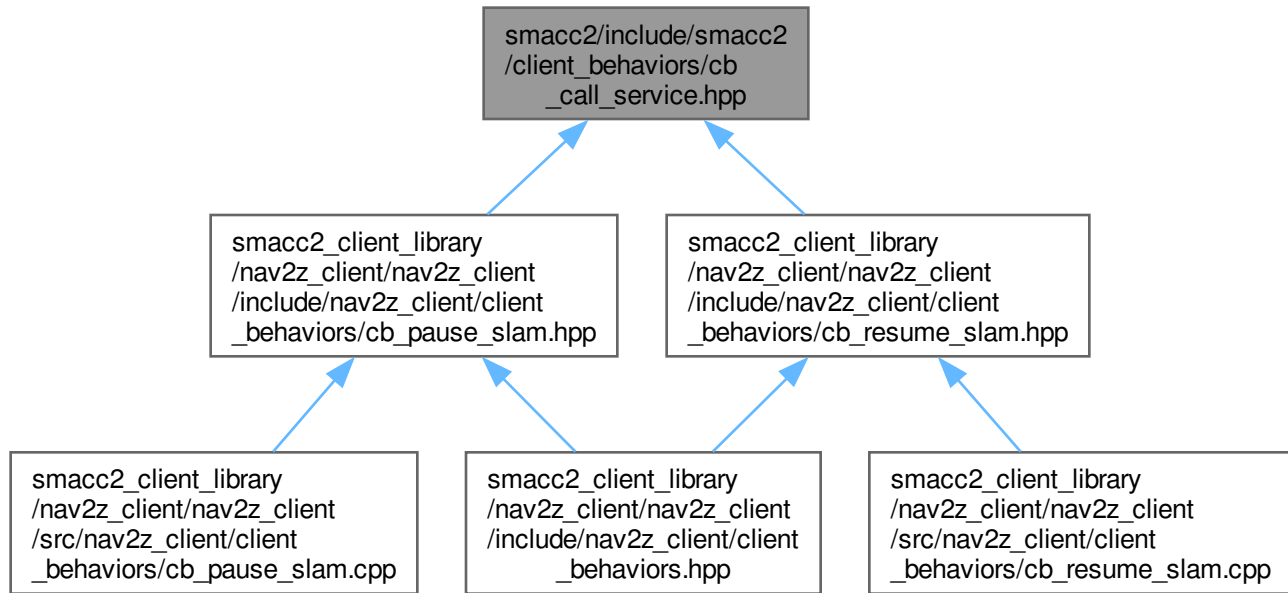 smacc2/include/smacc2
/client_behaviors/cb
_call_service.hpp
smacc2_client_library
/nav2z_client/nav2z_client
/include/nav2z_client/client
_behaviors/cb_pause_slam.hpp
smacc2_client_library
/nav2z_client/nav2z_client
/include/nav2z_client/client
_behaviors/cb_resume_slam.hpp
smacc2_client_library
/nav2z_client/nav2z_client
/src/nav2z_client/client
_behaviors/cb_pause_slam.cpp
smacc2_client_library
/nav2z_client/nav2z_client
/include/nav2z_client/client
_behaviors.hpp
smacc2_client_library
/nav2z_client/nav2z_client
/src/nav2z_client/client
_behaviors/cb_resume_slam.cpp